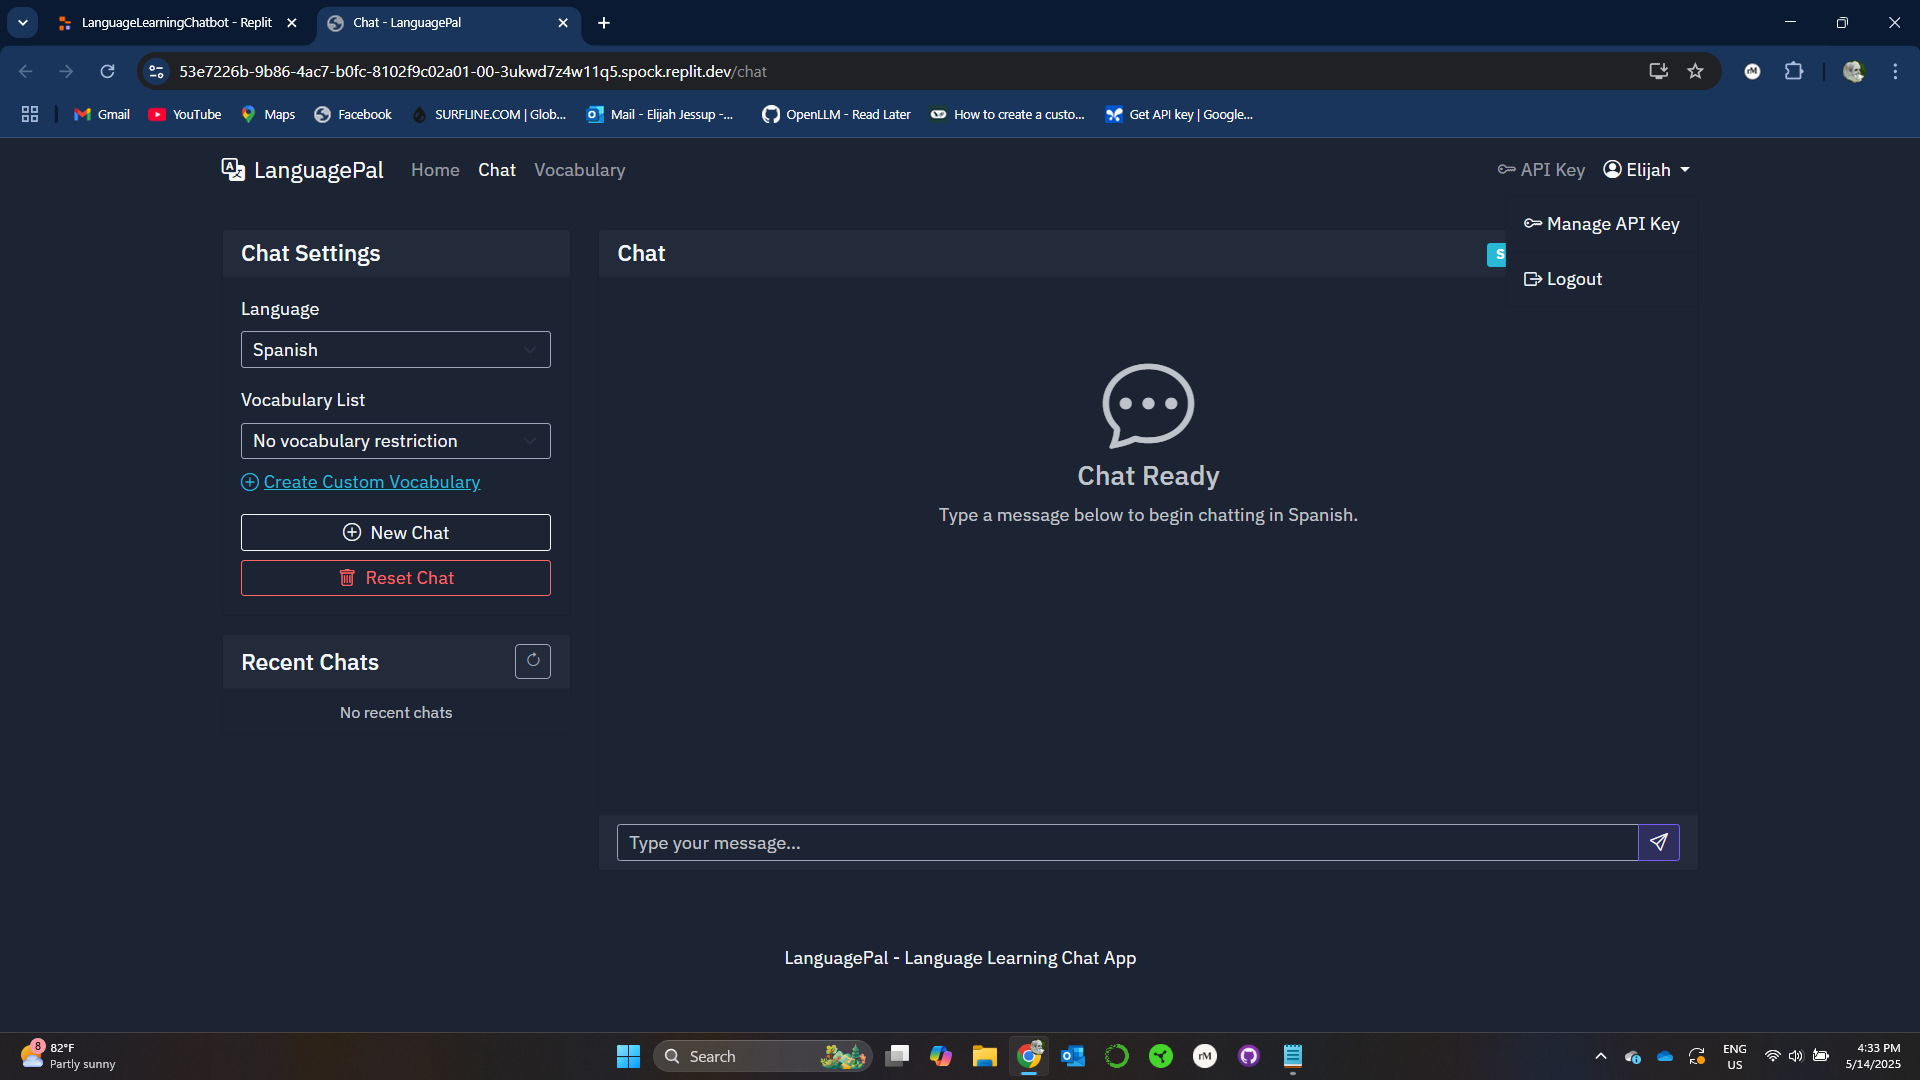 LanguageLearningChatbot - Replit
Chat - LanguagePal
53e7226b-9b86-4ac7-b0fc-8102f9c02a01-00-3ukwd7z4w11q5.spock.replit.dev/chat
rM
Gmail
YouTube
Maps
Facebook
SURFLINE.COM | Glob...
Mail - Elijah Jessup -...
OpenLLM - Read Later
How to create a custo...
Get API key | Google...
LanguagePal
Home
Chat
Vocabulary
API Key
Elijah
Manage API Key
Logout
Chat Settings
Language
Spanish
Vocabulary List
No vocabulary restriction
Create Custom Vocabulary
New Chat
Reset Chat
Recent Chats
No recent chats
Chat
S
Chat Ready
Type a message below to begin chatting in Spanish.
Type your message...
LanguagePal - Language Learning Chat App
8
82°F
Partly sunny
Search
rM
ENG
US
4:33 PM
5/14/2025